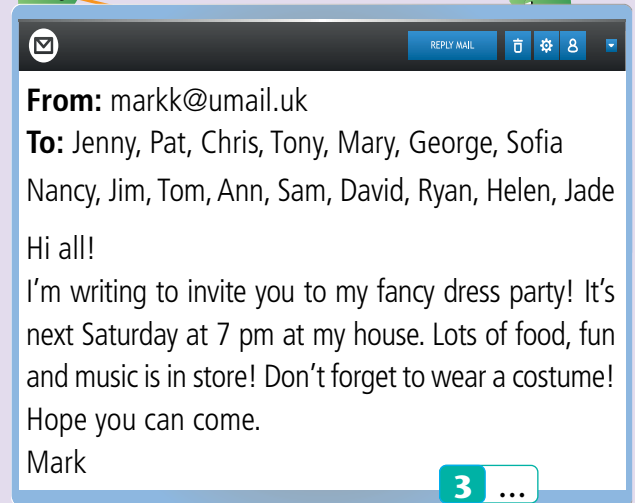 REPLY MAIL
From: markk@umail.uk
To: Jenny, Pat, Chris, Tony, Mary, George, Sofia
Nancy, Jim, Tom, Ann, Sam, David, Ryan, Helen, Jade
Hi all!
I'm writing to invite you to my fancy dress party! It's
next Saturday at 7 pm at my house. Lots of food, fun
and music is in store! Don't forget to wear a costume!
Hope you can come.
Mark
3 ...